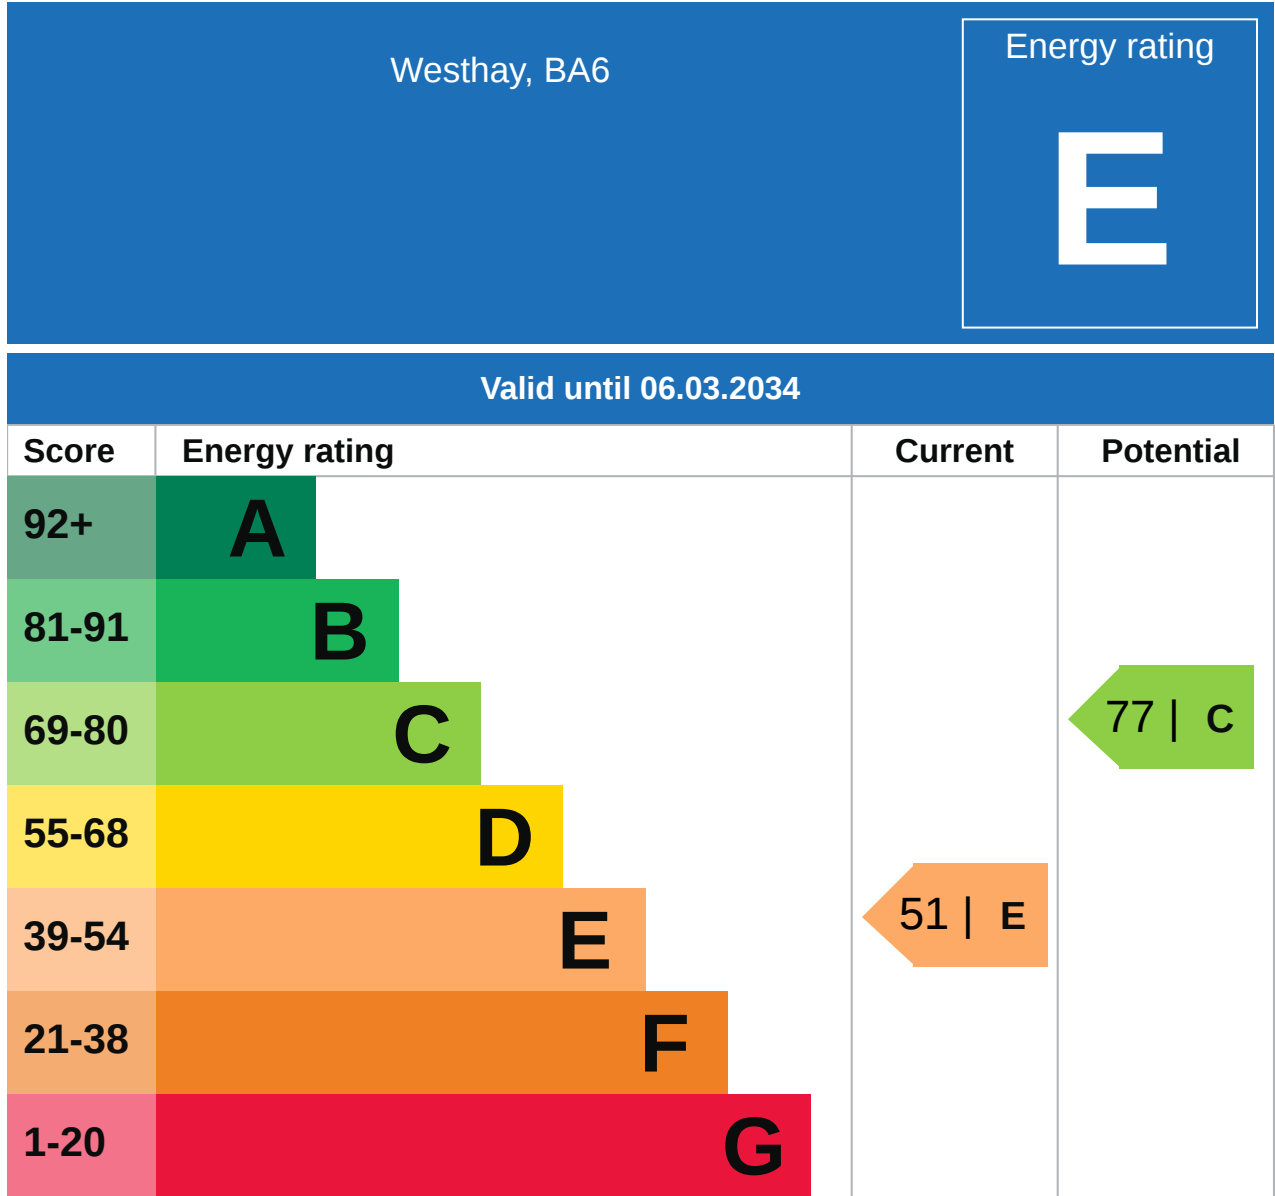 Westhay, BA6
Energy rating
E
Valid until 06.03.2034
Score Energy rating Current Potential
92+ A
81-91 B
69-80 C
77 | C
55-68 D
39-54 E
51 | E
21-38 F
1-20 G